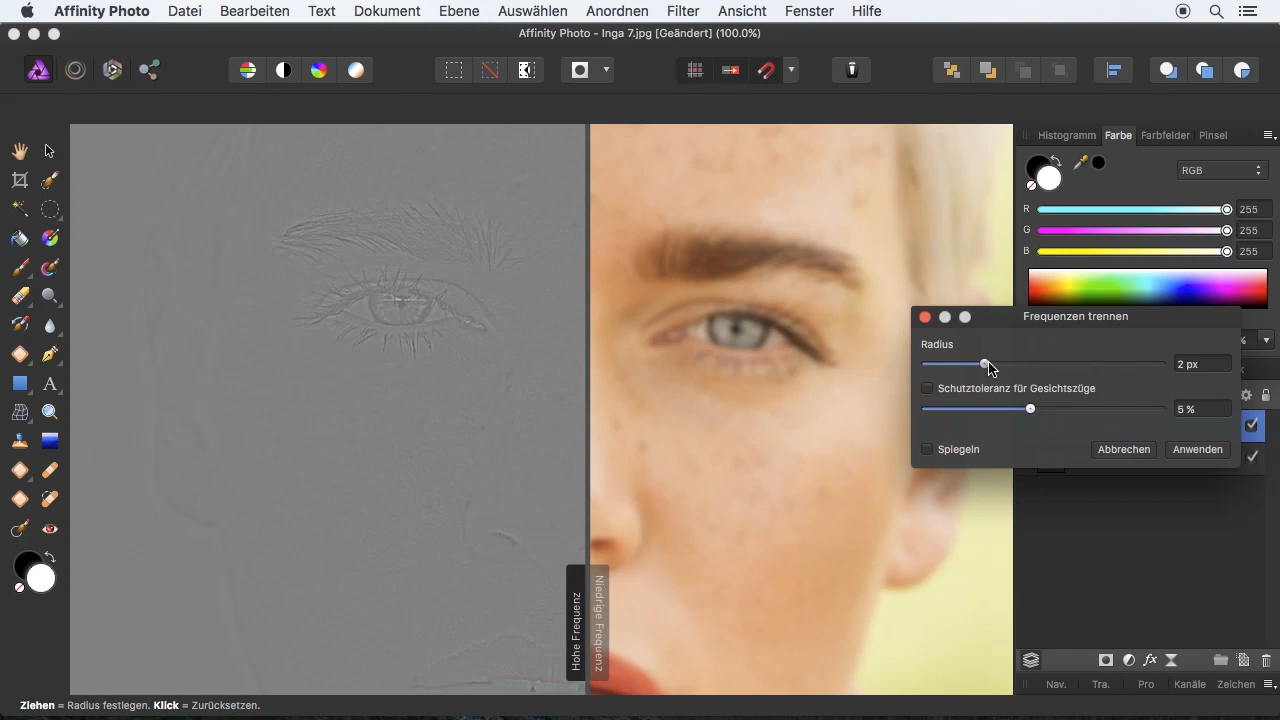 Affinity Photo Datei Bearbeiten Text Dokument Ebene Auswählen Anordnen Filter Ansicht Fenster Hilfe
Affinity Photo - Inga 7.jpg [Geändert] (100.0%)
Histogramm Farbe Farbfelder Pinsel
RGB
R 255
G 255
B 255
Frequenzen trennen
%
Radius
2 px
Schutztoleranz für Gesichtszüge
5 %
Spiegeln Abbrechen Anwenden
Hohe Frequenz
Niedrige Frequenz
fx
Nav. Tra. Pro Kanäle Zeichen
Ziehen = Radius festlegen. Klick = Zurücksetzen.